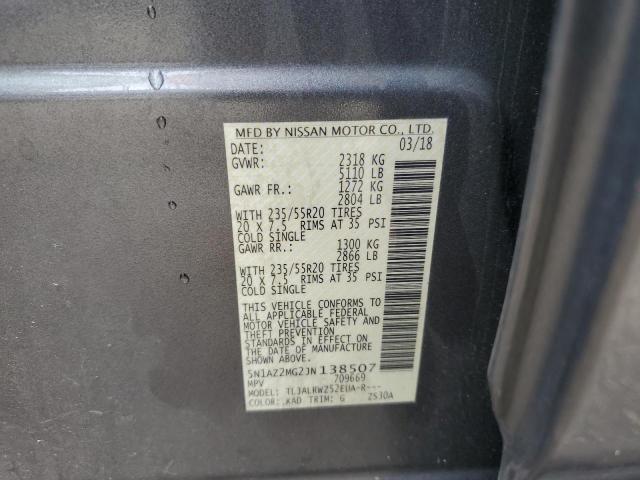 MFD BY NISSAN MOTOR CO., LTD.
DATE: 03/18
GVWR: 2318 KG
5110 LB
GAWR FR.: 1272 KG
2804 LB
WITH 235/55R20 TIRES
20 X 7.5 RIMS AT 35 PSI
COLD SINGLE
GAWR RR.: 1300 KG
2866 LB
WITH 235/55R20 TIRES
20 X 7.5 RIMS AT 35 PSI
COLD SINGLE
THIS VEHICLE CONFORMS TO
ALL APPLICABLE FEDERAL
MOTOR VEHICLE SAFETY AND
THEFT PREVENTION
STANDARDS IN EFFECT ON
THE DATE OF MANUFACTURE
SHOWN ABOVE.
5N1AZ2MG2JN138507
MPV 709669
MODEL: TLJALRWZ52EUA-R---
COLOR: KAD TRIM: G ZS30A